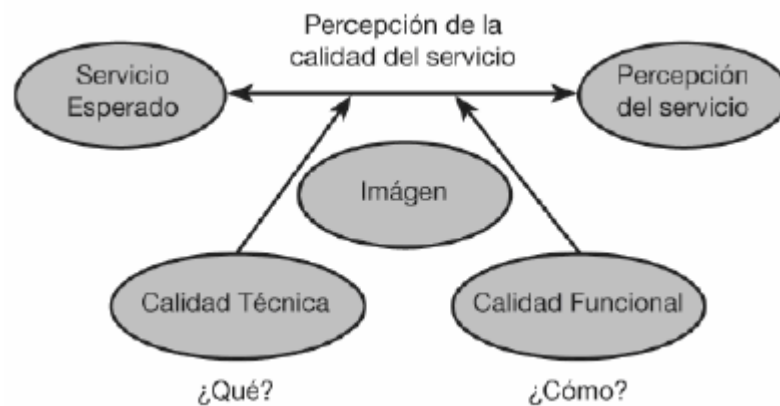 Percepción de la
calidad del servicio
Servicio
Esperado
Percepción
del servicio
Imágen
Calidad Técnica
Calidad Funcional
¿Qué?
¿Cómo?